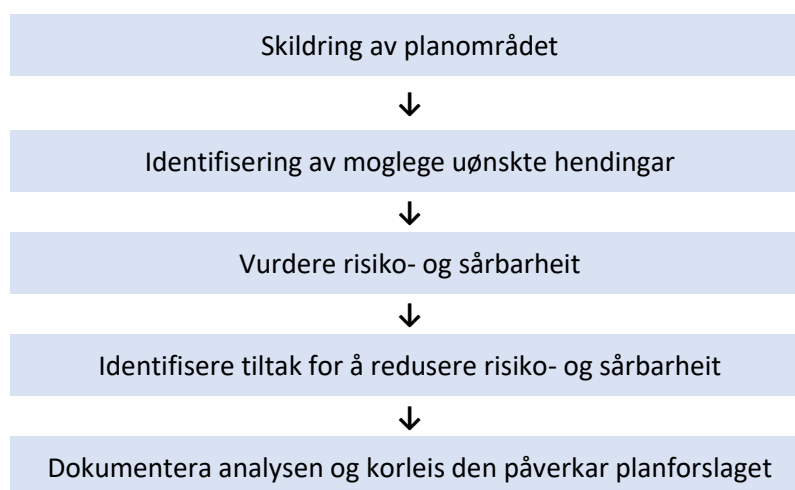 Skildring av planområdet
↓
Identifisering av moglege uønskte hendingar
↓
Vurdere risiko- og sårbarheit
↓
Identifisere tiltak for å redusere risiko- og sårbarheit
↓
Dokumentera analysen og korleis den påverkar planforslaget